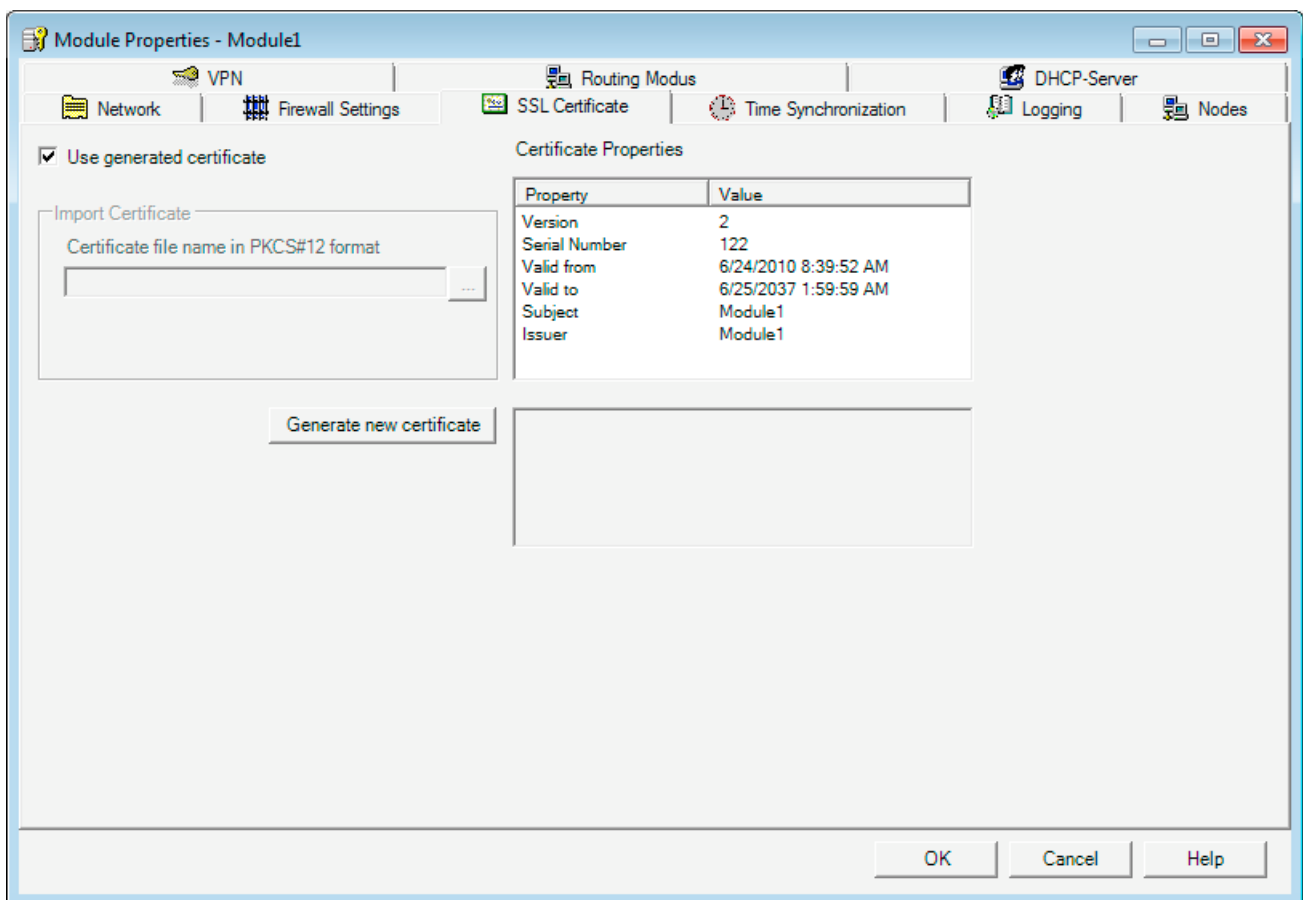 Module Properties - Module1
VPN
Routing Modus
DHCP-Server
Network
Firewall Settings
SSL Certificate
Time Synchronization
Logging
Nodes
Use generated certificate
Import Certificate
Certificate file name in PKCS#12 format
...
Generate new certificate
Certificate Properties
Property Value
Version 2
Serial Number 122
Valid from 6/24/2010 8:39:52 AM
Valid to 6/25/2037 1:59:59 AM
Subject Module1
Issuer Module1
OK
Cancel
Help